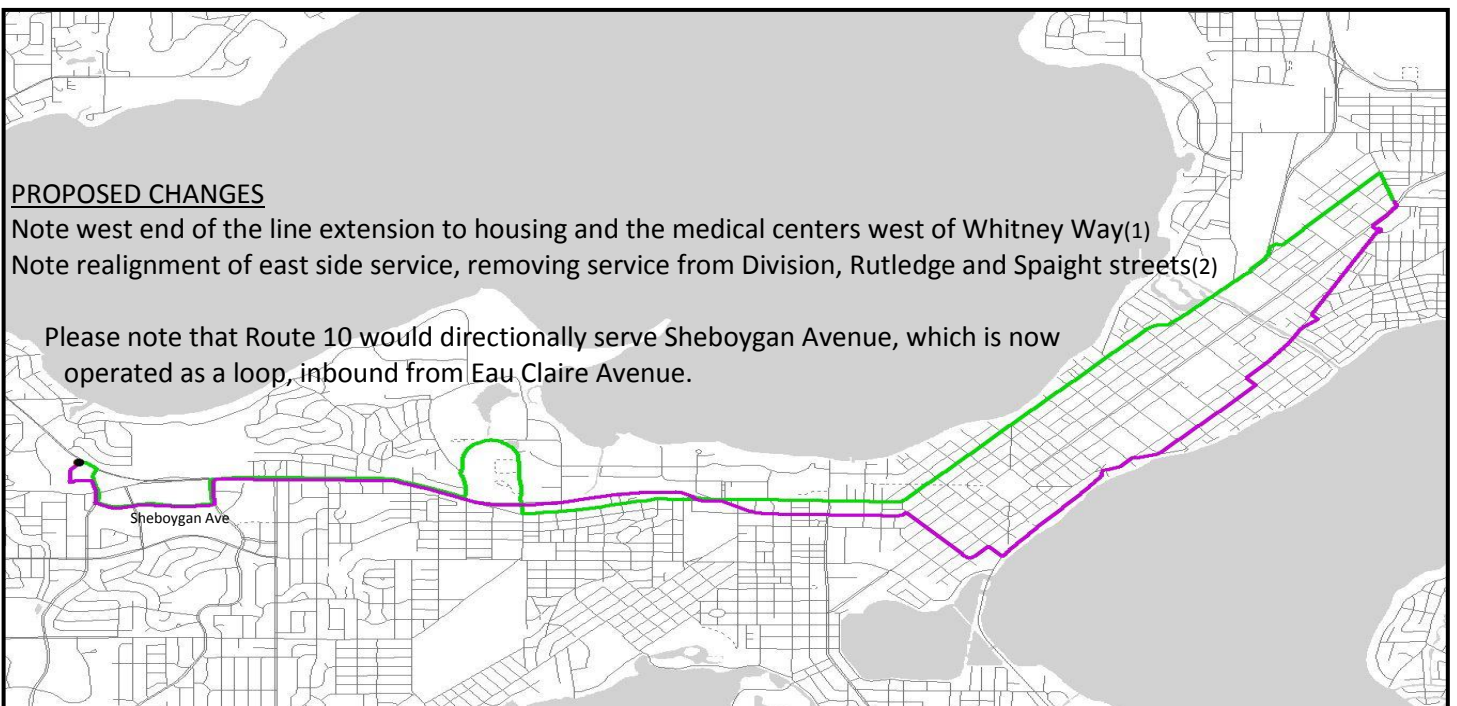 PROPOSED CHANGES
Note west end of the line extension to housing and the medical centers west of Whitney Way(1)
Note realignment of east side service, removing service from Division, Rutledge and Spaight streets(2)
Please note that Route 10 would directionally serve Sheboygan Avenue, which is now
operated as a loop, inbound from Eau Claire Avenue.
Sheboygan Ave